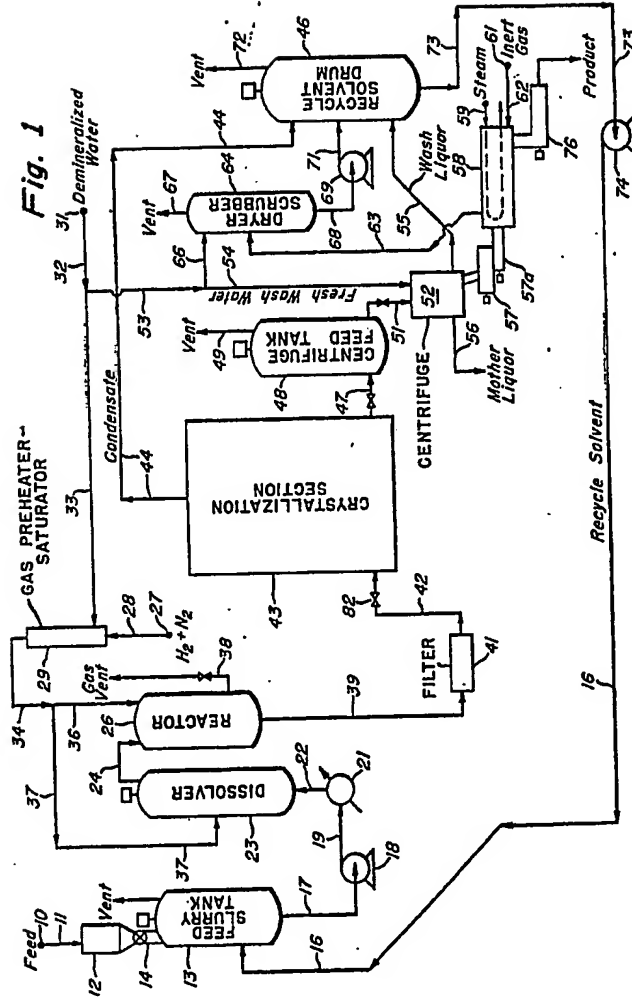 Fig. 1
Feed
10
11
12
Vent
14
13
FEED
SLURRY
TANK
16
17
18
19
21
22
DISSOLVER
23
24
37
37
34
36
Gas
Vent
38
REACTOR
26
39
FILTER
41
42
82
GAS PREHEATER-
SATURATOR
29
28
27
H₂+N₂
33
31
Demineralized
Water
32
Condensate
44
44
CRYSTALLIZATION
SECTION
43
47
Vent
49
CENTRIFUGE
FEED TANK
48
51
53
54
Fresh Wash Water
66
Vent
67
DRYER
SCRUBBER
64
68
69
71
63
Wash Liquor
55
CENTRIFUGE
52
56
Mother
Liquor
57
57a
58
Steam
59
61
Inert
Gas
62
76
Product
Vent
72
RECYCLE
SOLVENT
DRUM
46
73
73
74
Recycle Solvent
16